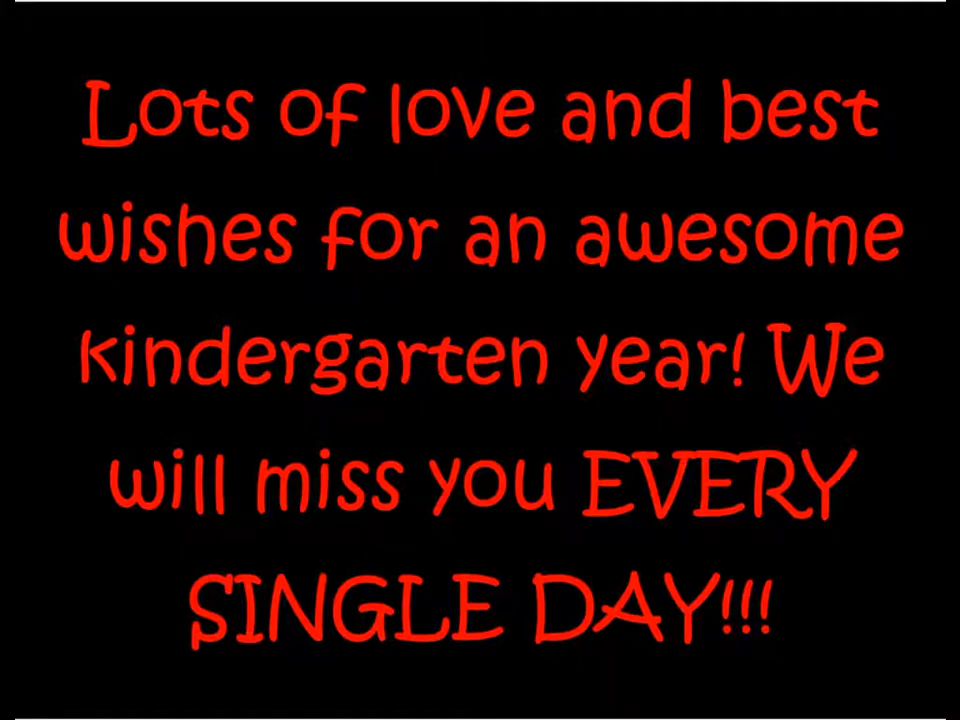 Lots of love and best
wishes for an awesome
kindergarten year! We
will miss you EVERY
SINGLE DAY!!!